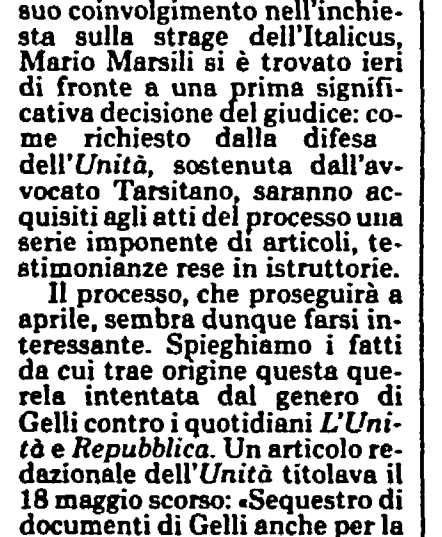 suo coinvolgimento nell'inchie-
sta sulla strage dell'Italicus,
Mario Marsili si è trovato ieri
di fronte a una prima signifi-
cativa decisione del giudice: co-
me richiesto dalla difesa
dell'Unità, sostenuta dall'av-
vocato Tarsitano, saranno ac-
quisiti agli atti del processo una
serie imponente di articoli, te-
stimonianze rese in istruttorie.
Il processo, che proseguirà a
aprile, sembra dunque farsi in-
teressante. Spieghiamo i fatti
da cui trae origine questa que-
rela intentata dal genero di
Gelli contro i quotidiani L'Uni-
tà e Repubblica. Un articolo re-
dazionale dell'Unità titolava il
18 maggio scorso: «Sequestro di
documenti di Gelli anche per la